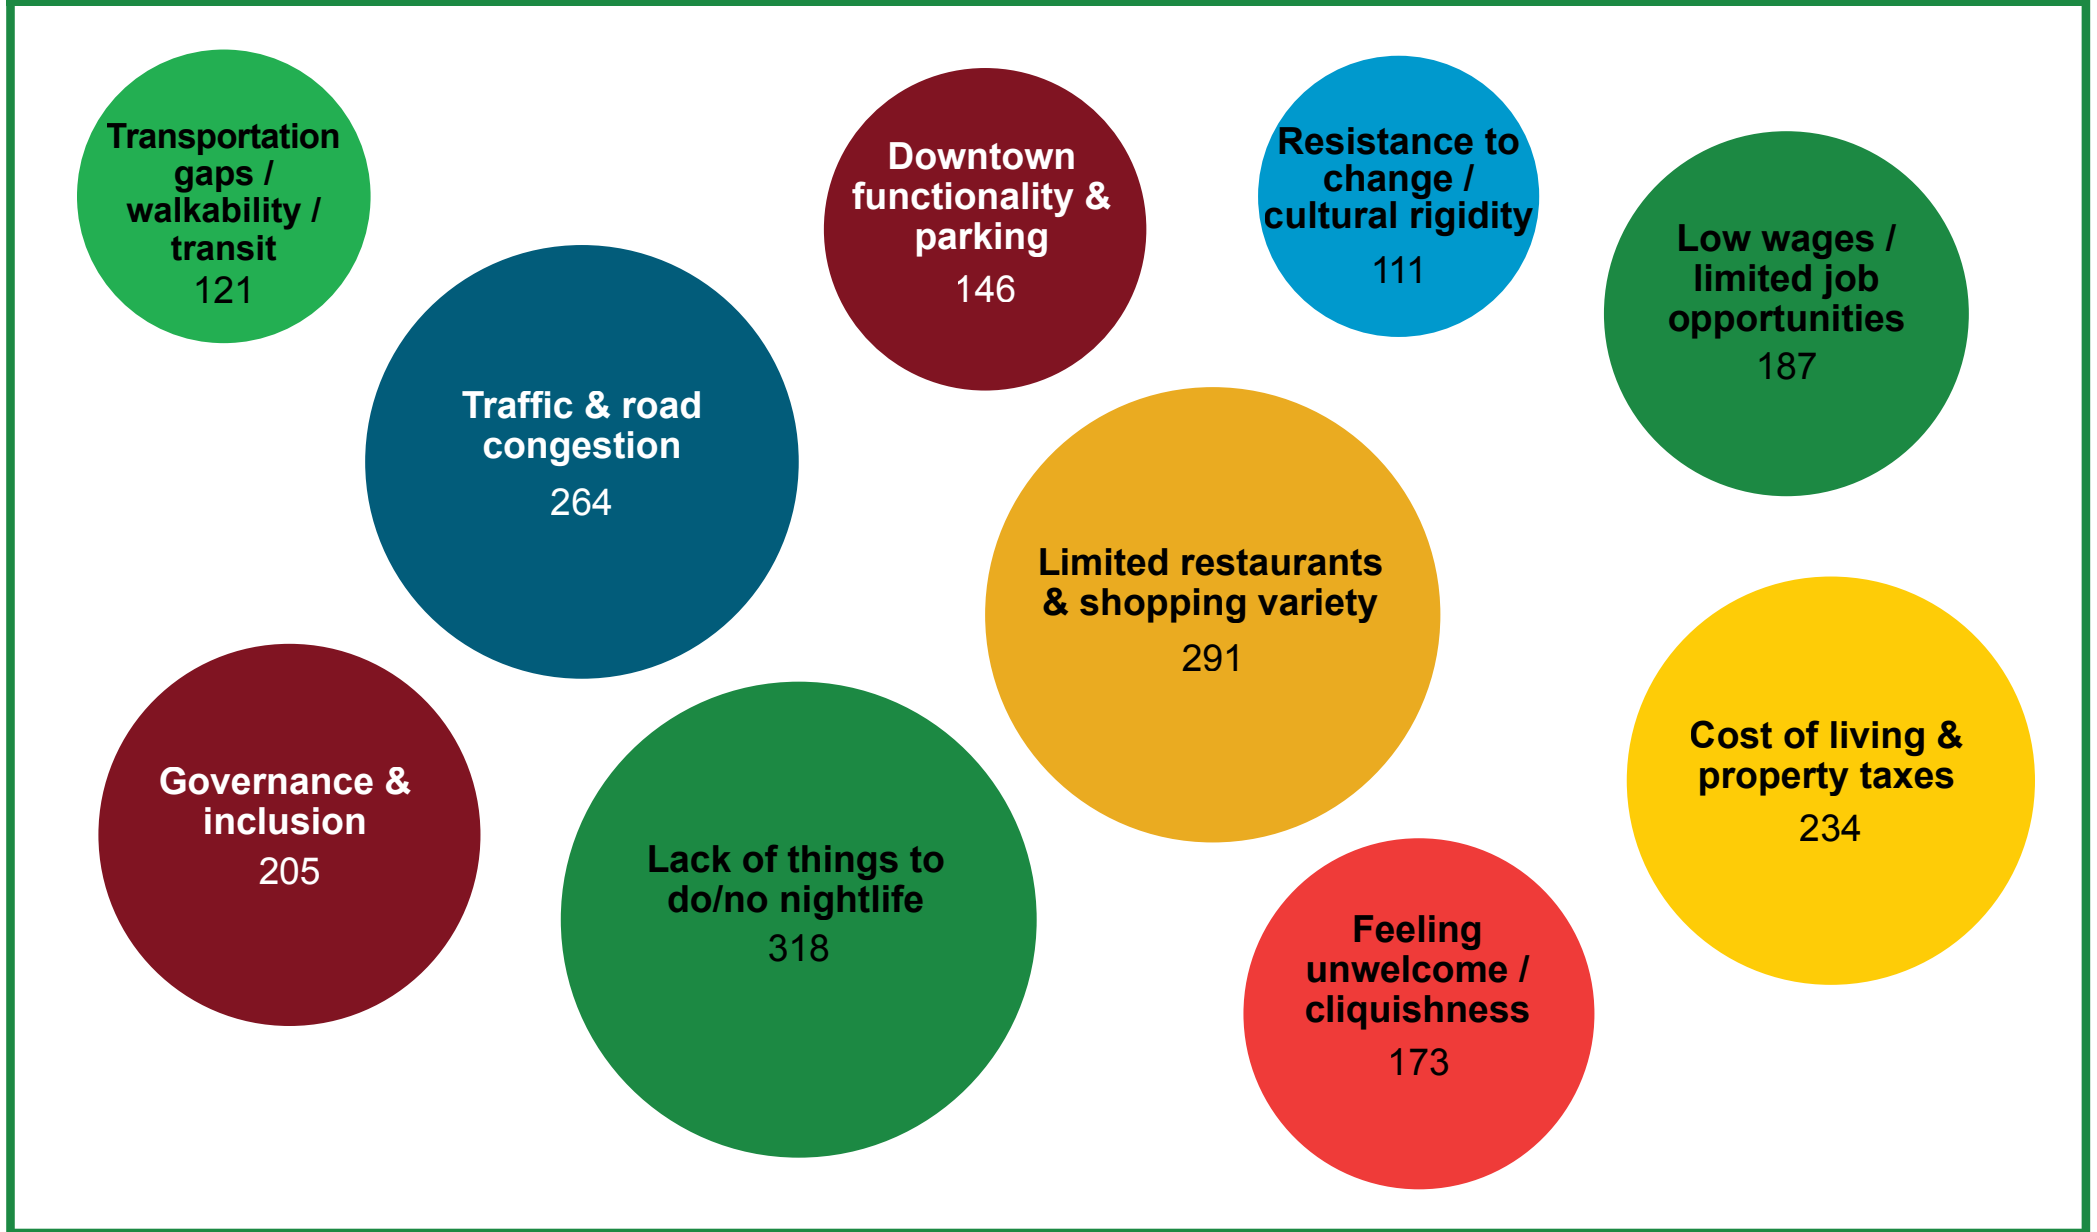 Transportation
gaps /
walkability /
transit
121
Downtown
functionality &
parking
146
Resistance to
change /
cultural rigidity
111
Low wages /
limited job
opportunities
187
Traffic & road
congestion
264
Limited restaurants
& shopping variety
291
Cost of living &
property taxes
234
Governance &
inclusion
205
Lack of things to
do/no nightlife
318
Feeling
unwelcome /
cliquishness
173